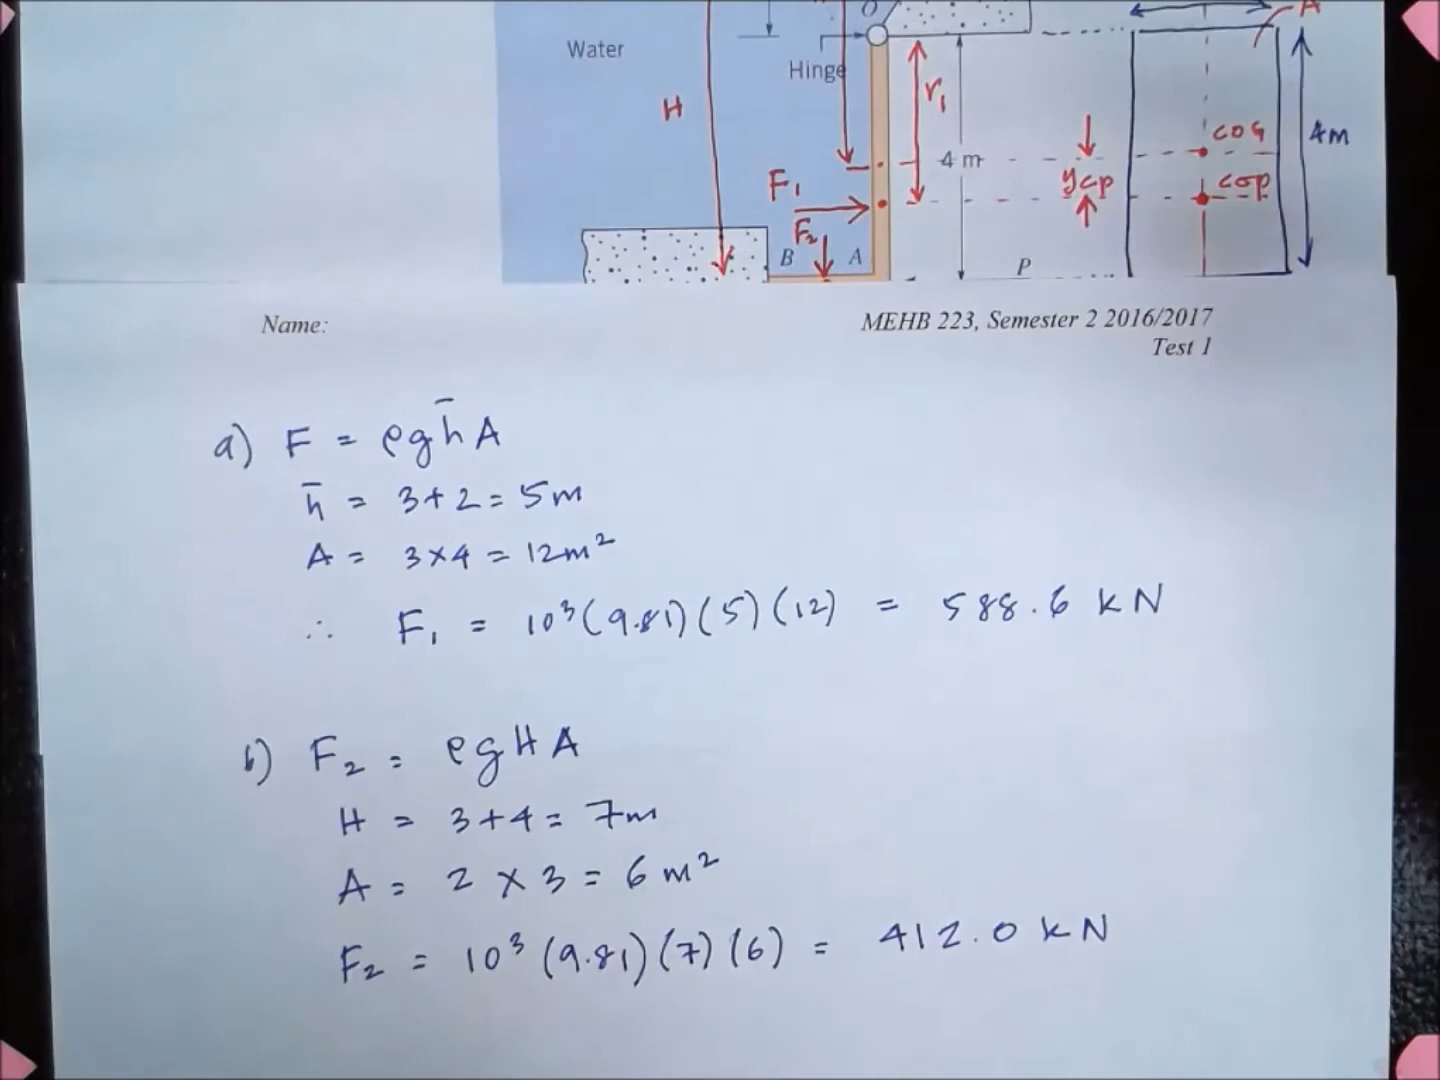 O
A
Water
Hinge
H
r₁
COG
4m
4 m
F₁
ycp
COP
F₂
B
A
P
Name:
MEHB 223, Semester 2 2016/2017
Test 1
a) F = ρgh̄A
h̄ = 3+2 = 5m
A = 3×4 = 12m²
∴ F₁ = 10³(9.81)(5)(12) = 588.6 kN
b) F₂ = ρgHA
H = 3+4 = 7m
A = 2 × 3 = 6m²
F₂ = 10³ (9.81)(7)(6) = 412.0 kN